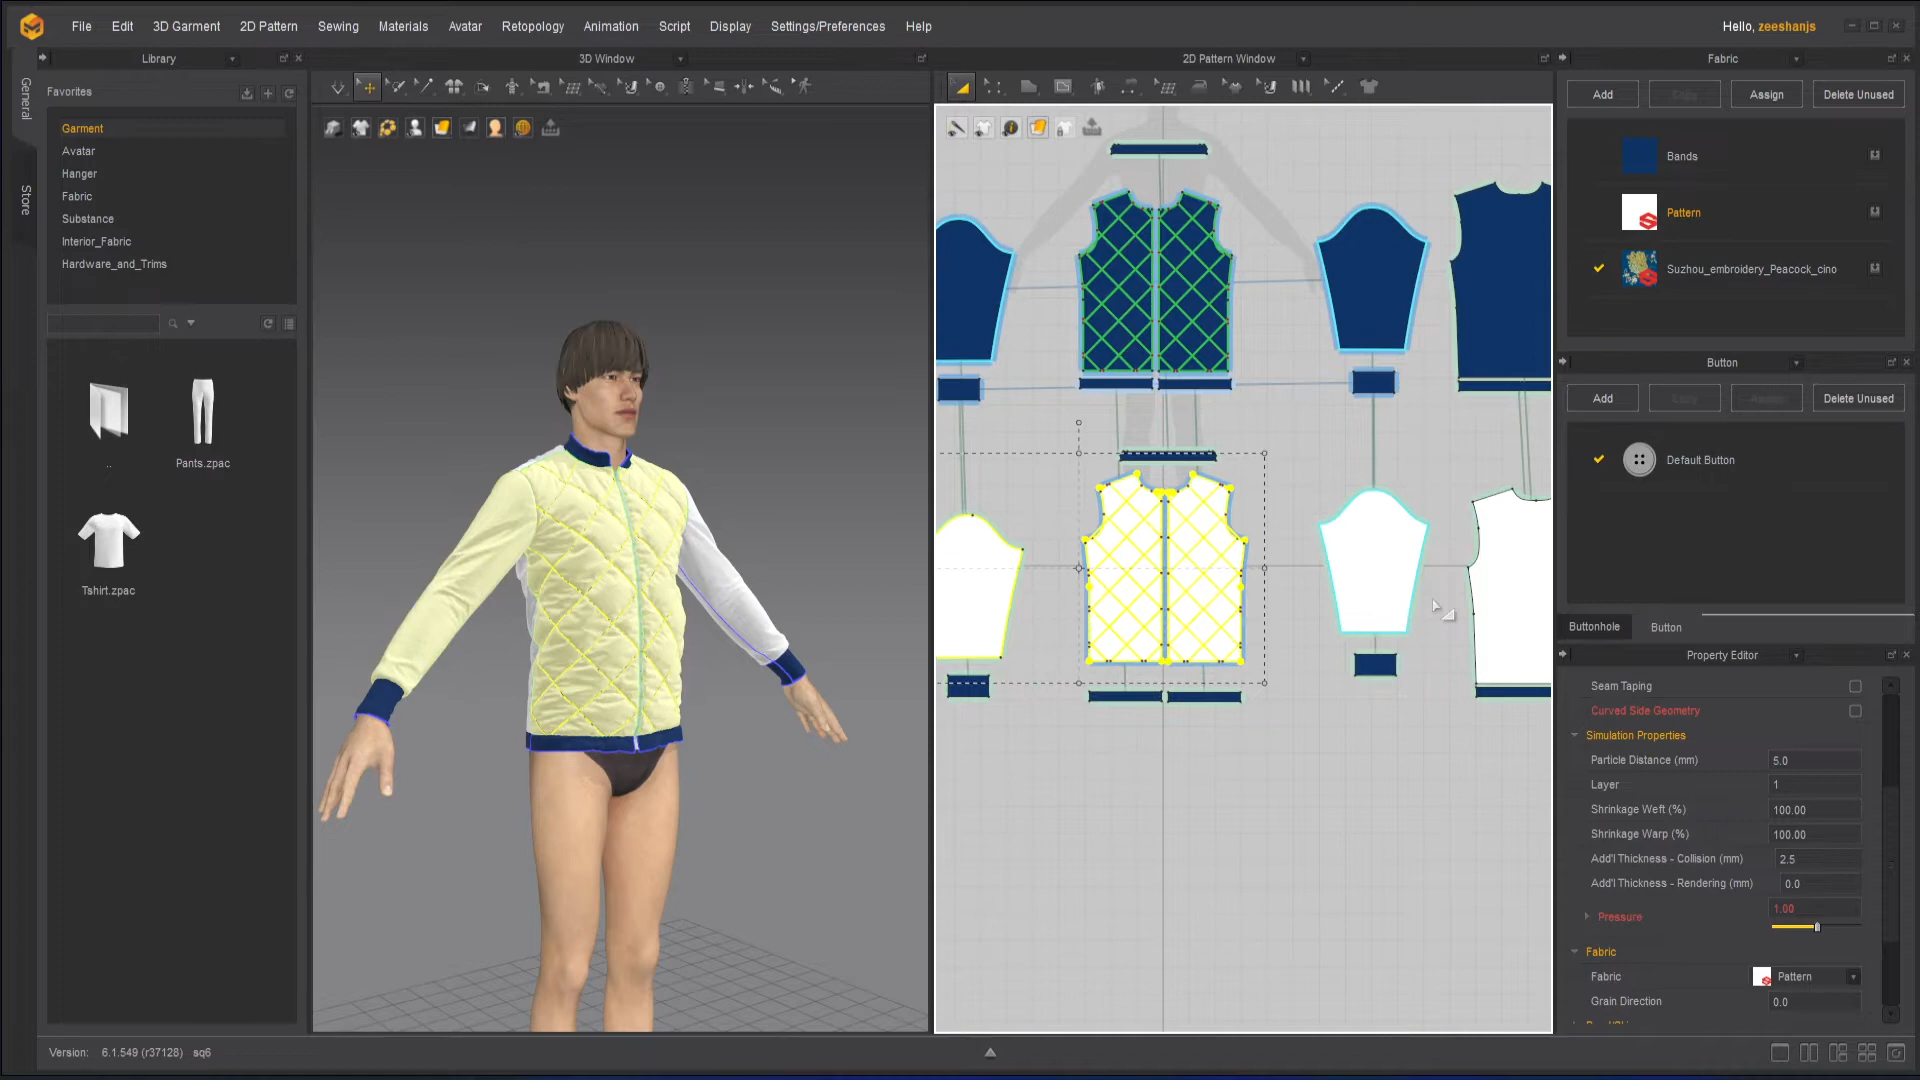 File Edit 3D Garment 2D Pattern Sewing Materials Avatar Retopology Animation Script Display Settings/Preferences Help
Hello, zeeshanjs
Library
3D Window
2D Pattern Window
Fabric
General
Store
Favorites
Garment
Avatar
Hanger
Fabric
Substance
Interior_Fabric
Hardware_and_Trims
..
Pants.zpac
Tshirt.zpac
Add Copy Assign Delete Unused
Bands
Pattern
Suzhou_embroidery_Peacock_cino
Button
Add Copy Assign Delete Unused
Default Button
Buttonhole Button
Property Editor
Seam Taping
Curved Side Geometry
Simulation Properties
Particle Distance (mm) 5.0
Layer 1
Shrinkage Weft (%) 100.00
Shrinkage Warp (%) 100.00
Add'l Thickness - Collision (mm) 2.5
Add'l Thickness - Rendering (mm) 0.0
Pressure 1.00
Fabric
Fabric Pattern
Grain Direction 0.0
Version: 6.1.549 (r37128) sq6